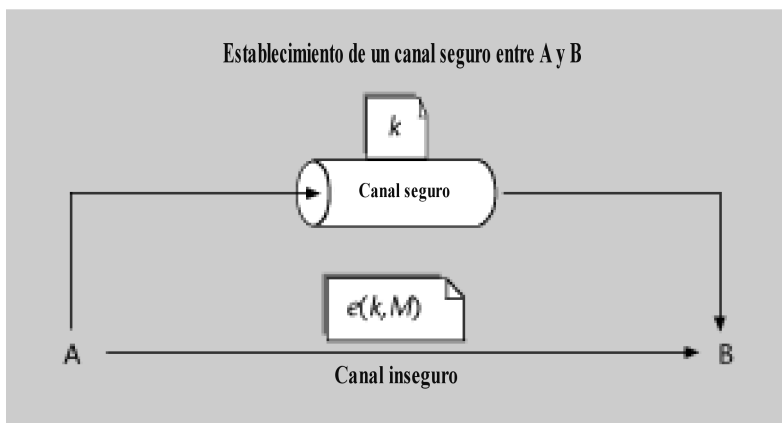 Establecimiento de un canal seguro entre A y B
k
Canal seguro
e(k,M)
A
B
Canal inseguro